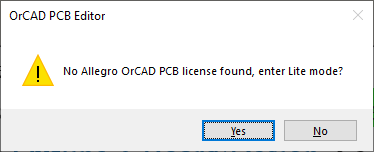 OrCAD PCB Editor
No Allegro OrCAD PCB license found, enter Lite mode?
Yes No